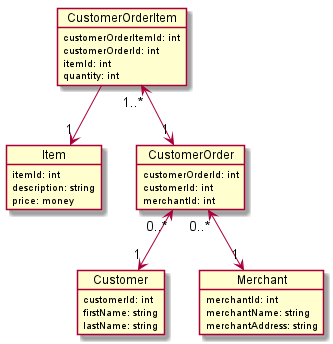 CustomerOrderItem
customerOrderItemId: int
customerOrderId: int
itemId: int
quantity: int
1..*
1
1
Item
itemId: int
description: string
price: money
CustomerOrder
customerOrderId: int
customerId: int
merchantId: int
0..*
0..*
1
1
Customer
customerId: int
firstName: string
lastName: string
Merchant
merchantId: int
merchantName: string
merchantAddress: string